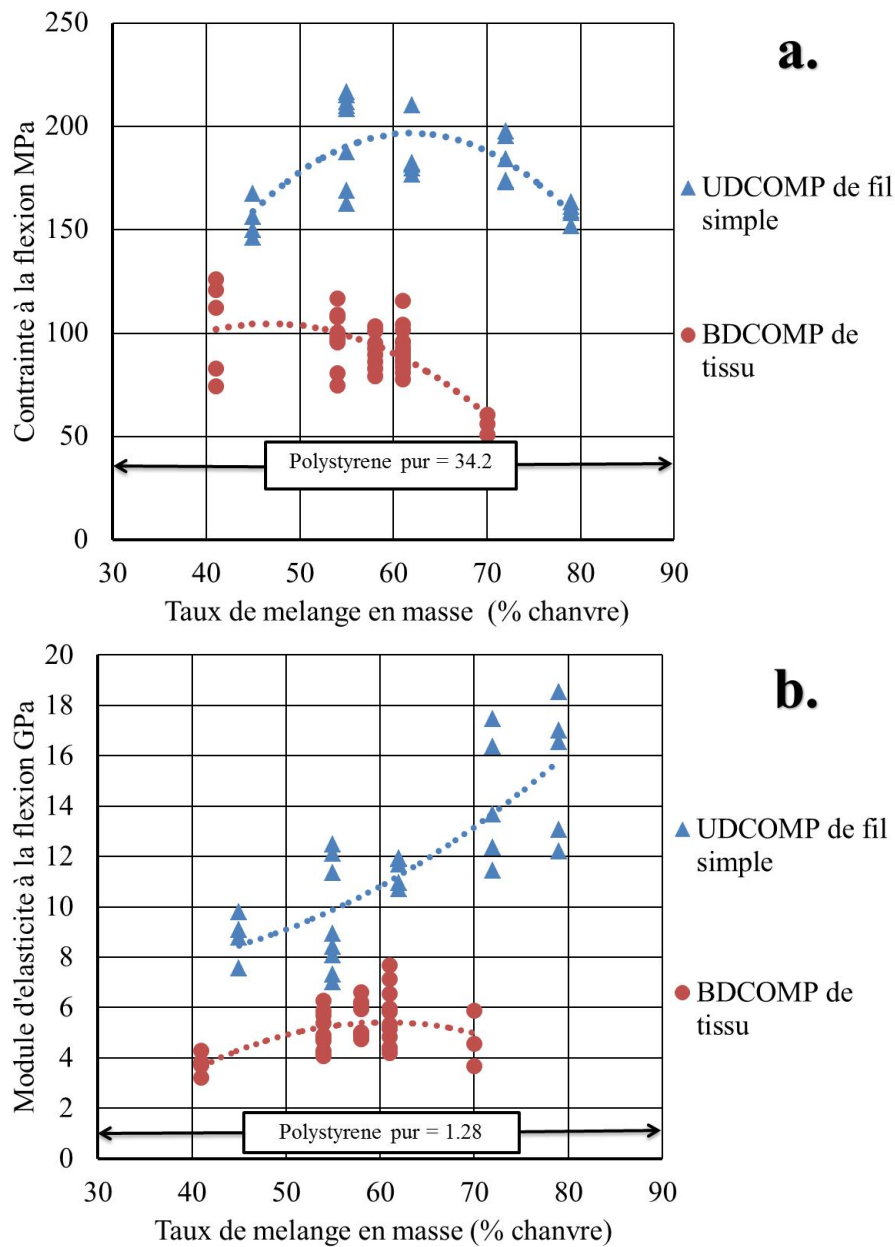 a.
Contrainte à la flexion MPa
250
200
150
100
50
0
UDCOMP de fil
simple
BDCOMP de
tissu
Polystyrene pur = 34.2
30 40 50 60 70 80 90
Taux de melange en masse (% chanvre)
b.
Module d'elasticite à la flexion GPa
20
18
16
14
12
10
8
6
4
2
0
UDCOMP de fil
simple
BDCOMP de
tissu
Polystyrene pur = 1.28
30 40 50 60 70 80 90
Taux de melange en masse (% chanvre)